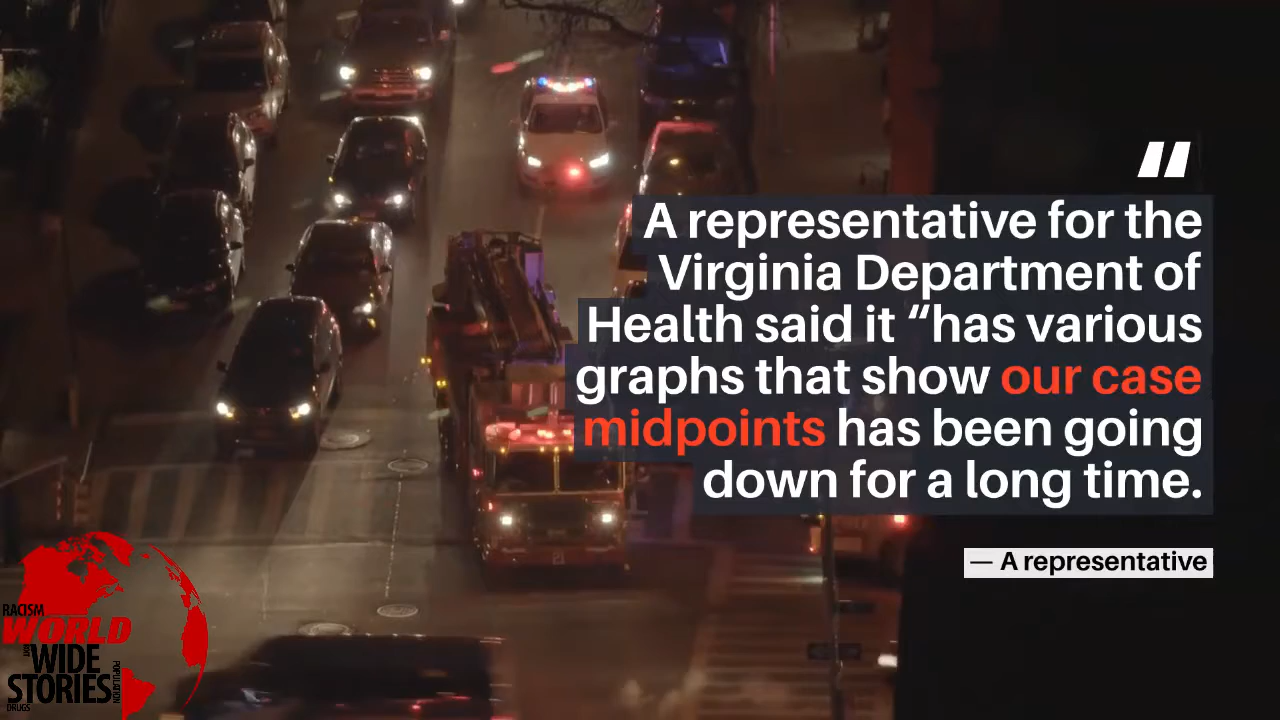 "
A representative for the
Virginia Department of
Health said it “has various
graphs that show our case
midpoints has been going
down for a long time.
— A representative
RACISM
WORLD
WIDE
STORIES
POPULATION
DRUGS